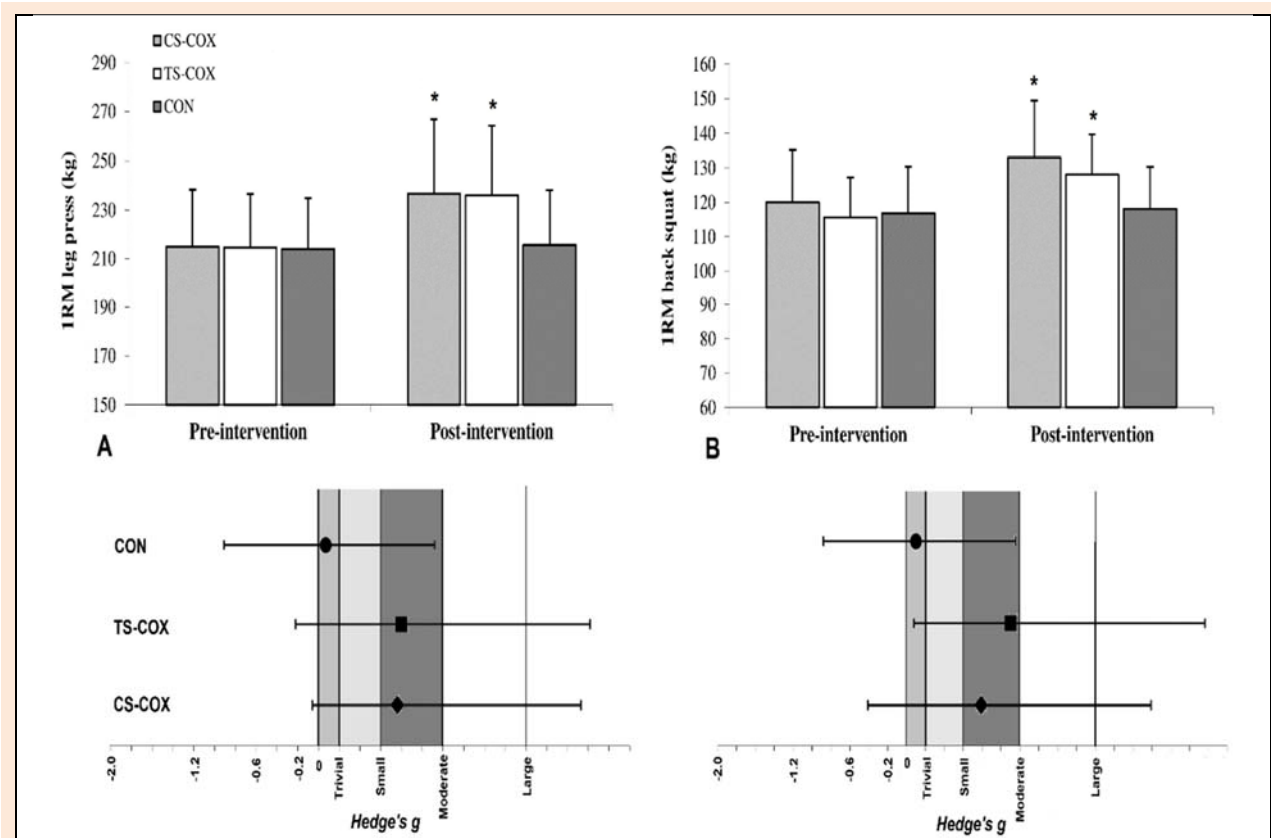 CS-COX
TS-COX
CON
1RM leg press (kg)
290
270
250
230
210
190
170
150
*
*
Pre-intervention
Post-intervention
A
1RM back squat (kg)
160
150
140
130
120
110
100
90
80
70
60
*
*
Pre-intervention
Post-intervention
B
CON
TS-COX
CS-COX
-2.0
-1.2
-0.6
-0.2
0
Trivial
Small
Moderate
Large
Hedge's g
-2.0
-1.2
-0.6
-0.2
0
Trivial
Small
Moderate
Large
Hedge's g